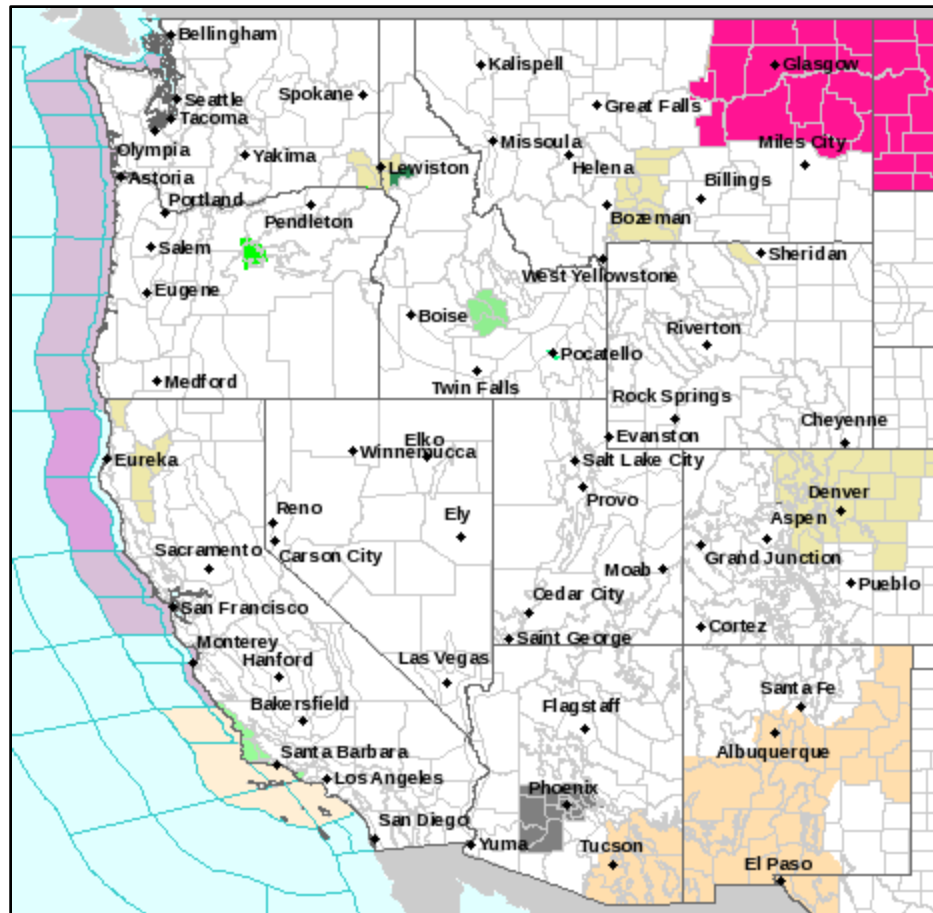 Bellingham
Kalispell
Glasgow
Seattle
Spokane
Great Falls
Tacoma
Missoula
Miles City
Olympia
Yakima
Lewiston
Helena
Astoria
Billings
Portland
Pendleton
Bozeman
Salem
Sheridan
West Yellowstone
Eugene
Boise
Riverton
Pocatello
Medford
Twin Falls
Rock Springs
Cheyenne
Elko
Evanston
Eureka
Winnemucca
Salt Lake City
Provo
Denver
Reno
Ely
Aspen
Sacramento
Carson City
Grand Junction
Moab
Pueblo
Cedar City
San Francisco
Cortez
Monterey
Saint George
Hanford
Las Vegas
Santa Fe
Bakersfield
Flagstaff
Santa Barbara
Albuquerque
Los Angeles
Phoenix
San Diego
Yuma
Tucson
El Paso